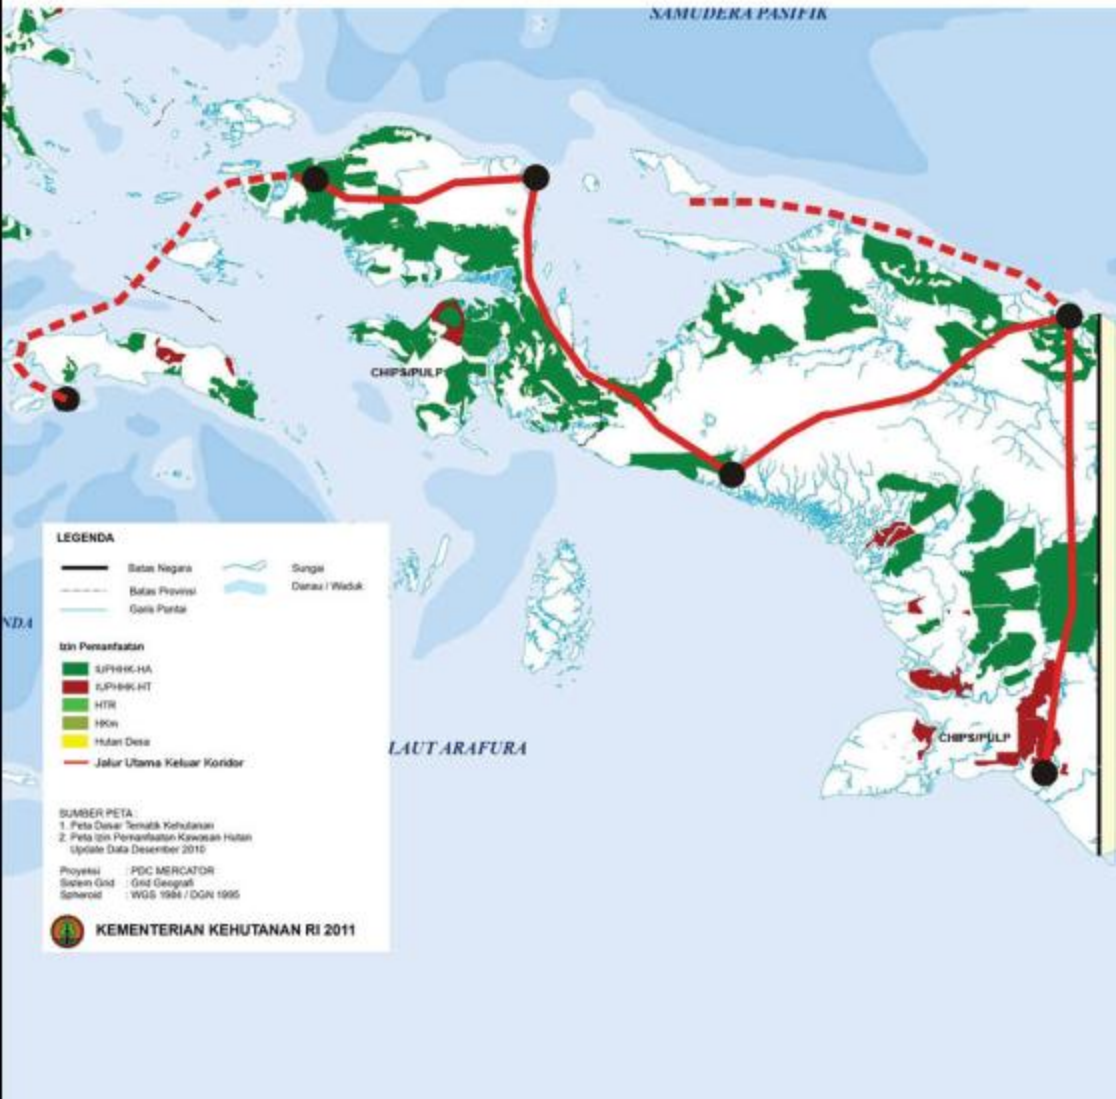 SAMUDERA PASIFIK
CHIPS/PULP
LEGENDA
Batas Negara
Sungai
Batas Provinsi
Danau / Waduk
Garis Pantai
NDA
Izin Pemanfaatan
IUPHHK-HA
IUPHHK-HT
HTR
HKm
Hutan Desa
Jalur Utama Keluar Koridor
LAUT ARAFURA
CHIPS/PULP
SUMBER PETA :
1. Peta Dasar Tematik Kehutanan
2. Peta Izin Pemanfaatan Kawasan Hutan
Update Data Desember 2010
Proyeksi : PDC MERCATOR
Sistem Grid : Grid Geografi
Spheroid : WGS 1984 / DGN 1995
KEMENTERIAN KEHUTANAN RI 2011